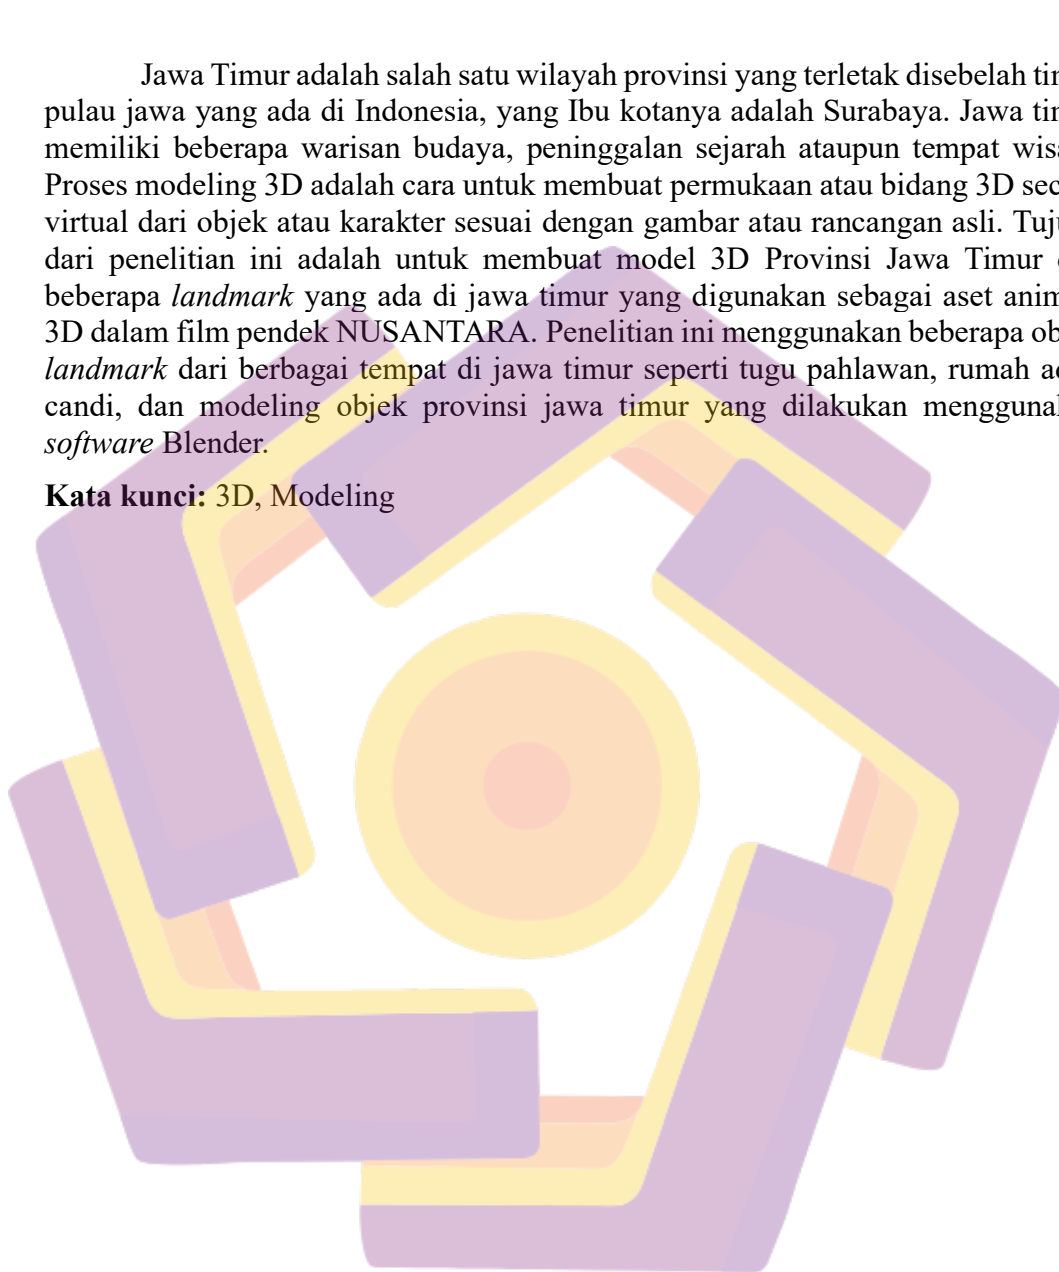 Jawa Timur adalah salah satu wilayah provinsi yang terletak disebelah
pulau jawa yang ada di Indonesia, yang Ibu kotanya adalah Surabaya. Jawa
memiliki beberapa warisan budaya, peninggalan sejarah ataupun tempat
Proses modeling 3D adalah cara untuk membuat permukaan atau bidang 3D
virtual dari objek atau karakter sesuai dengan gambar atau rancangan asli.
dari penelitian ini adalah untuk membuat model 3D Provinsi Jawa Timur
beberapa landmark yang ada di jawa timur yang digunakan sebagai aset
3D dalam film pendek NUSANTARA. Penelitian ini menggunakan beberapa
landmark dari berbagai tempat di jawa timur seperti tugu pahlawan, rumah
candi, dan modeling objek provinsi jawa timur yang dilakukan
software Blender.
Kata kunci: 3D, Modeling